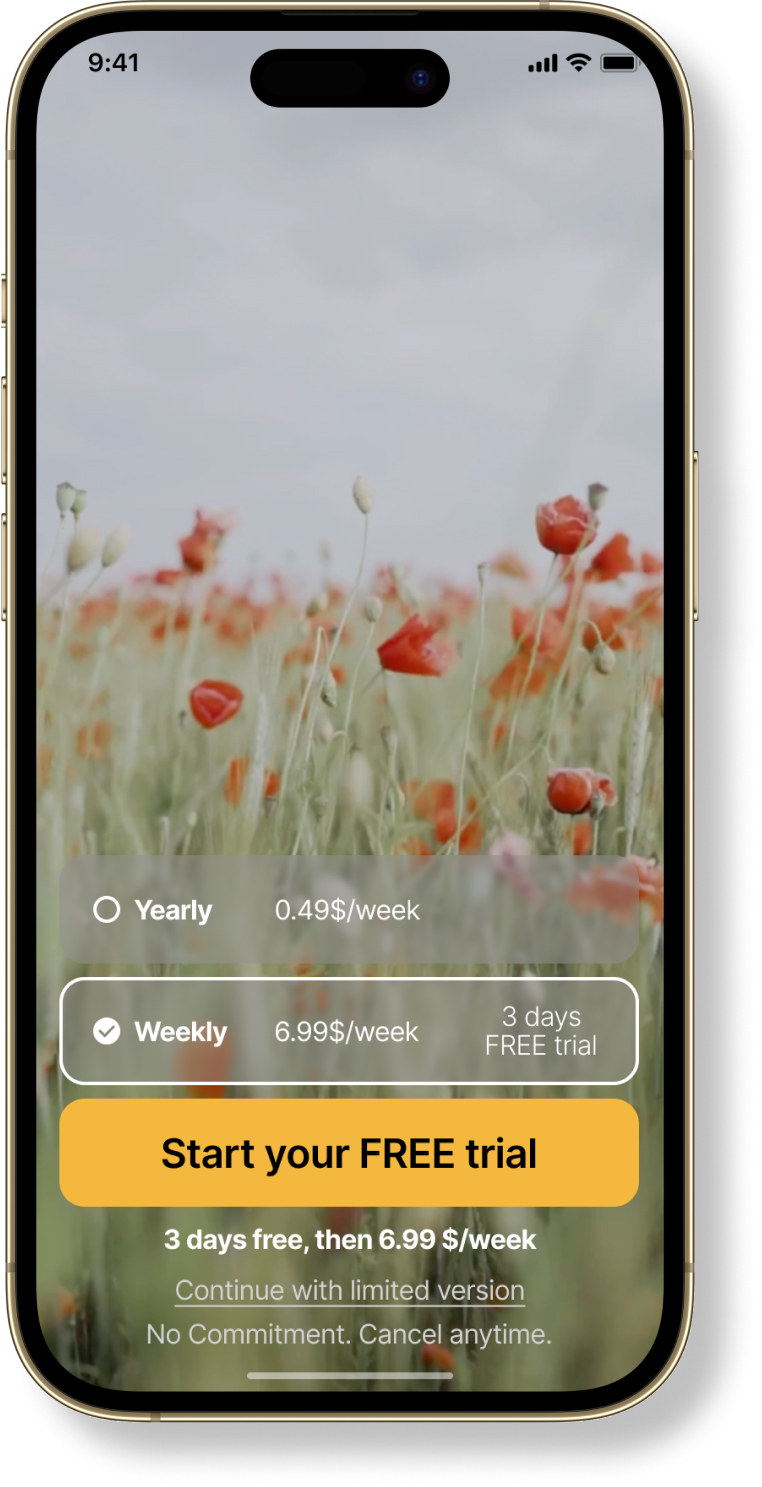 9:41
Yearly 0.49$/week
Weekly 6.99$/week 3 days FREE trial
Start your FREE trial
3 days free, then 6.99 $/week
Continue with limited version
No Commitment. Cancel anytime.